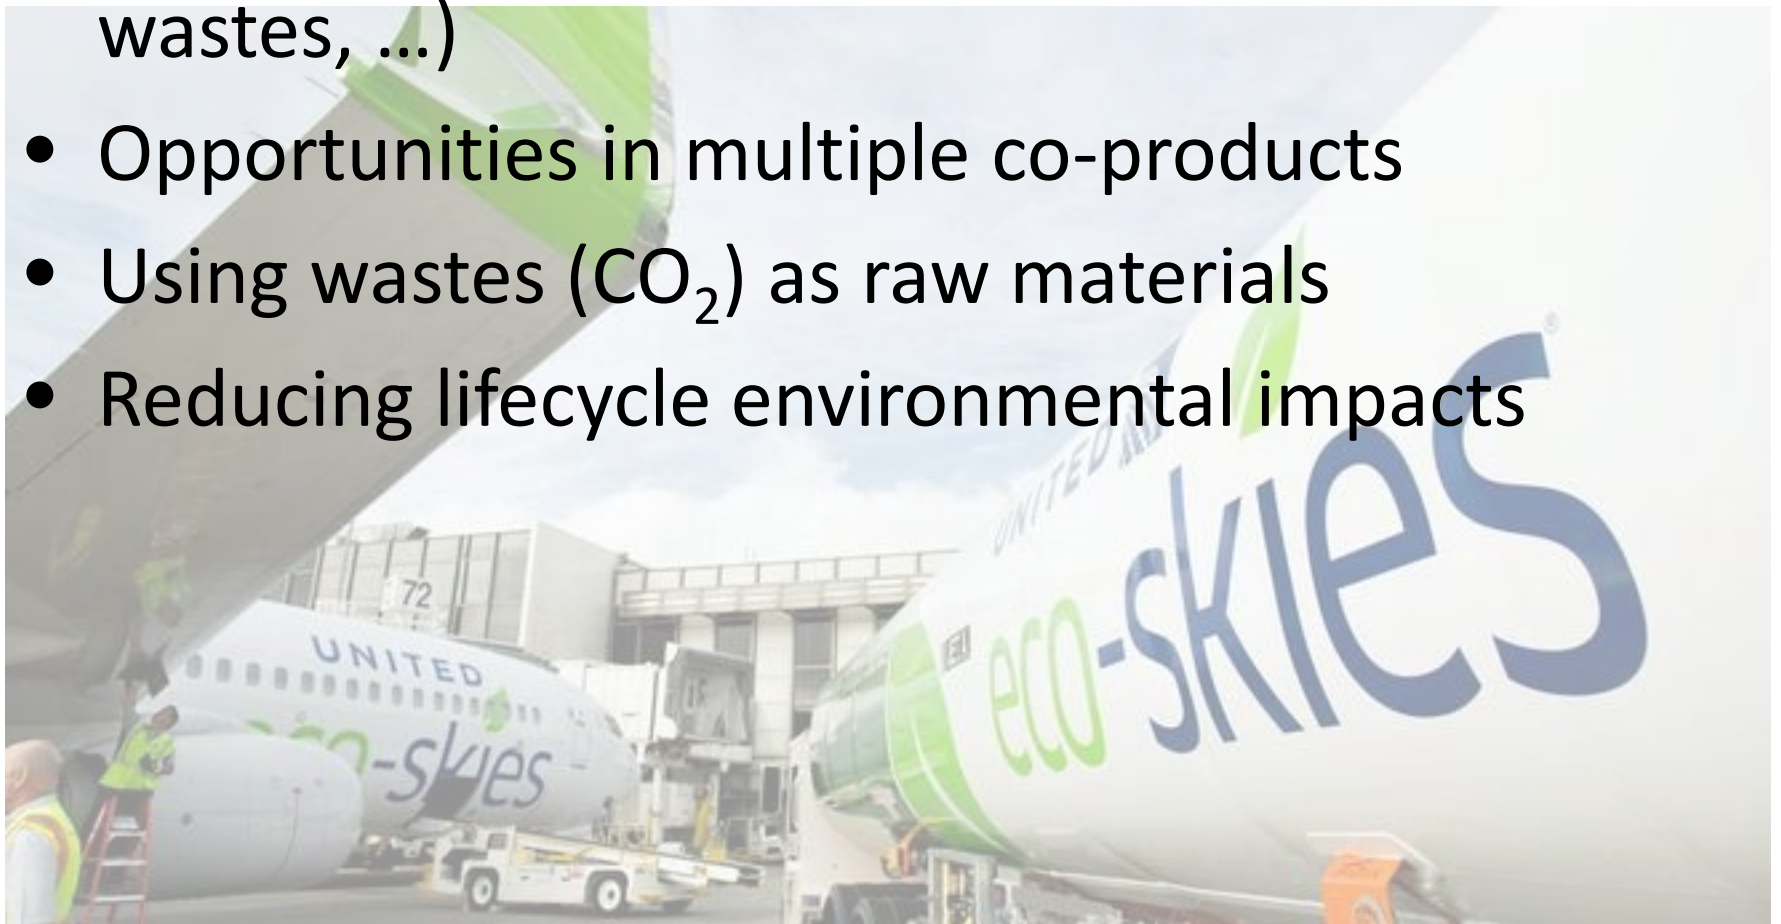 wastes, …)
• Opportunities in multiple co-products
• Using wastes (CO₂) as raw materials
• Reducing lifecycle environmental impacts
UNITED
eco-skies
®
72
UNITED
eco-skies